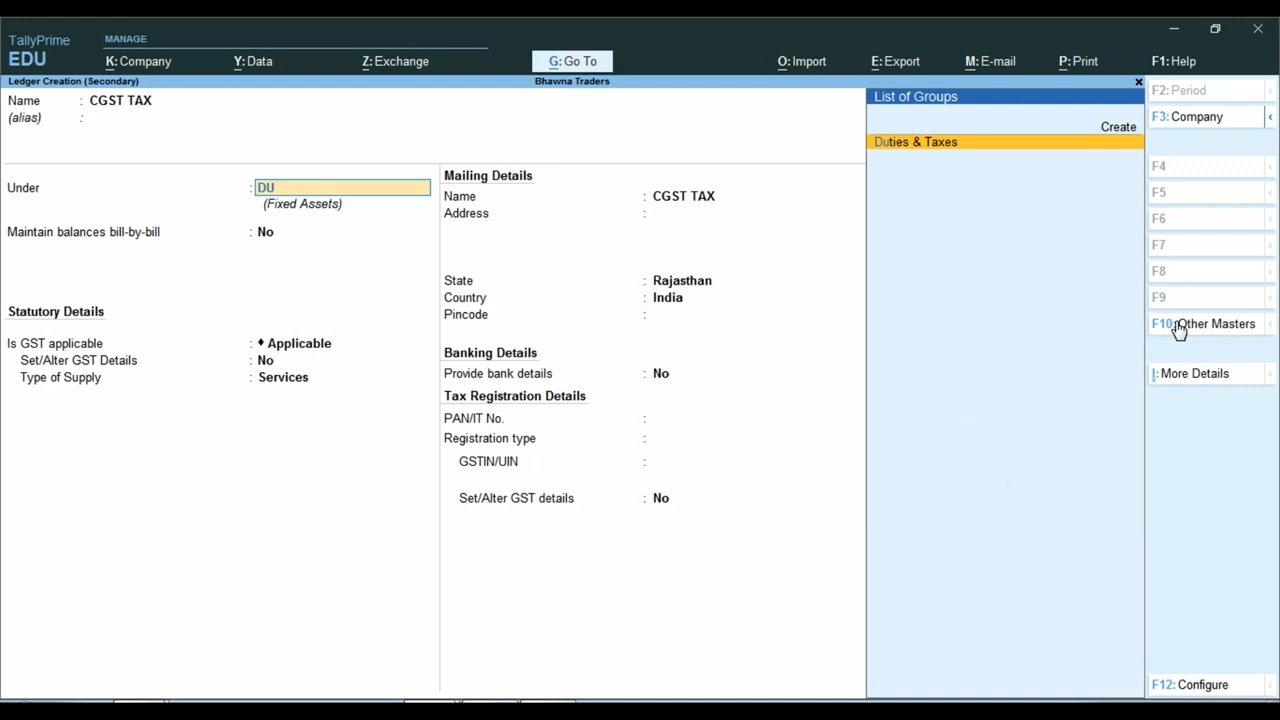 TallyPrime
EDU
MANAGE
K: Company
Y: Data
Z: Exchange
G: Go To
O: Import
E: Export
M: E-mail
P: Print
F1: Help
Ledger Creation (Secondary)
Bhawna Traders
Name : CGST TAX
(alias) :
Under : DU
(Fixed Assets)
Maintain balances bill-by-bill : No
Statutory Details
Is GST applicable : ♦ Applicable
Set/Alter GST Details : No
Type of Supply : Services
Mailing Details
Name : CGST TAX
Address :
State : Rajasthan
Country : India
Pincode :
Banking Details
Provide bank details : No
Tax Registration Details
PAN/IT No. :
Registration type :
GSTIN/UIN :
Set/Alter GST details : No
List of Groups
Create
Duties & Taxes
F2: Period
F3: Company
F4
F5
F6
F7
F8
F9
F10: Other Masters
I: More Details
F12: Configure